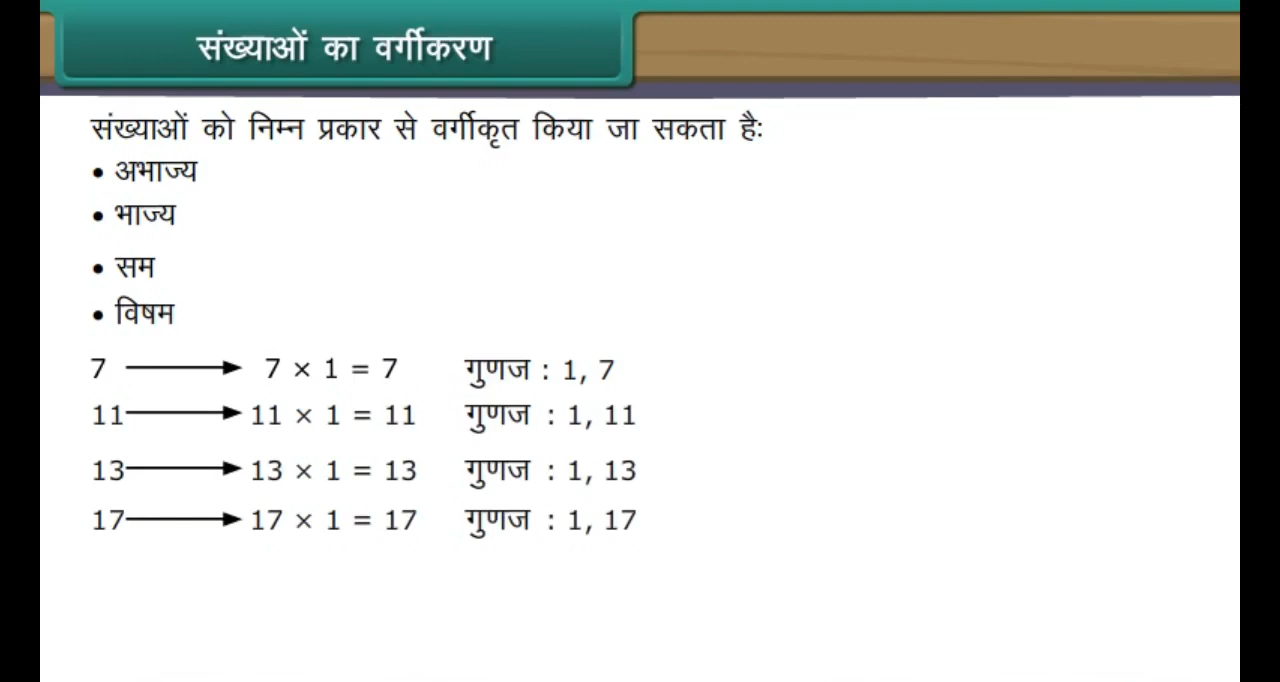 संख्याओं का वर्गीकरण
संख्याओं को निम्न प्रकार से वर्गीकृत किया जा सकता हैः
• अभाज्य
• भाज्य
• सम
• विषम
7 → 7 × 1 = 7 गुणज : 1, 7
11 → 11 × 1 = 11 गुणज : 1, 11
13 → 13 × 1 = 13 गुणज : 1, 13
17 → 17 × 1 = 17 गुणज : 1, 17